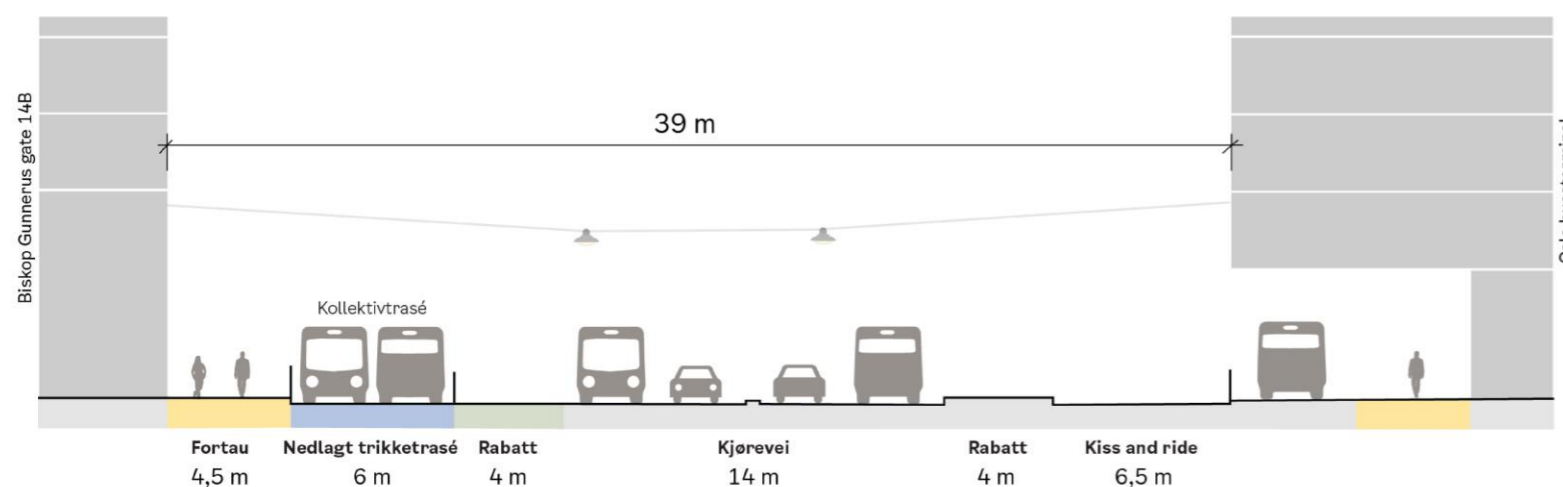 39 m
Biskop Gunnerus gate 14B
Kollektivtrasé
Fortau
4,5 m
Nedlagt trikketrasé
6 m
Rabatt
4 m
Kjørevei
14 m
Rabatt
4 m
Kiss and ride
6,5 m